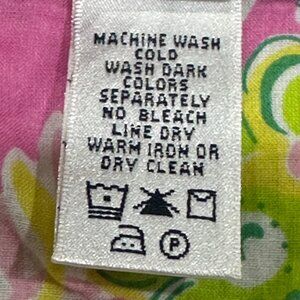 MACHINE WASH
COLD
WASH DARK
COLORS
SEPARATELY
NO BLEACH
LINE DRY
WARM IRON OR
DRY CLEAN
P